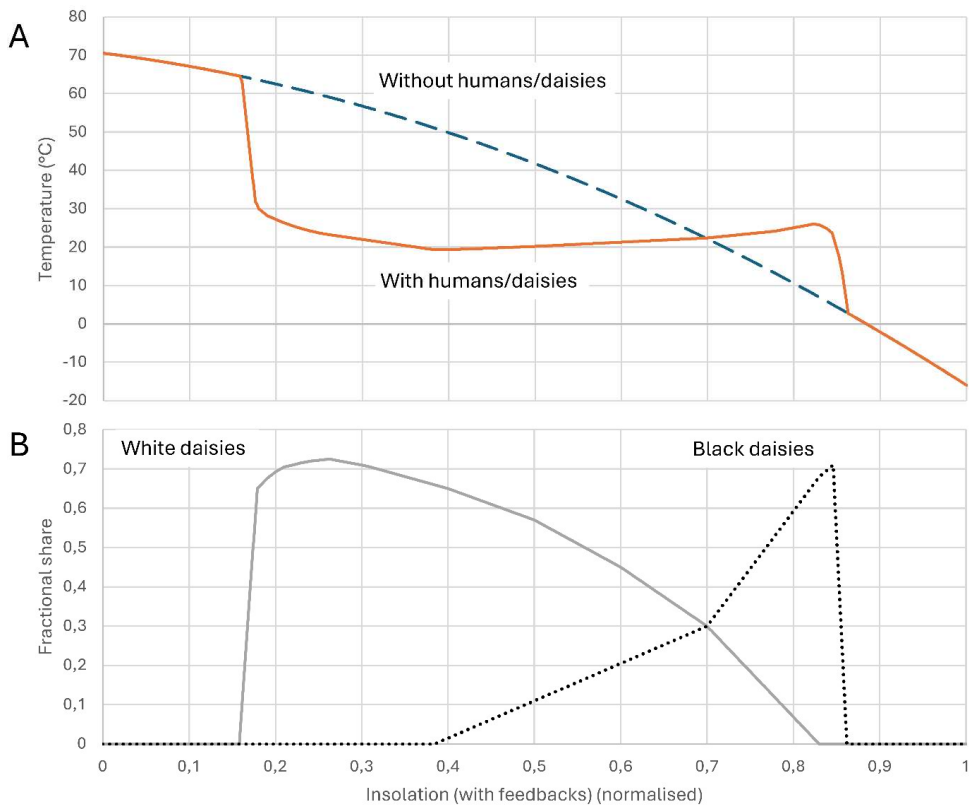 A
80
70
60
50
40
30
20
10
0
-10
-20
Temperature (°C)
Without humans/daisies
With humans/daisies
B
0,8
0,7
0,6
0,5
0,4
0,3
0,2
0,1
0
Fractional share
White daisies
Black daisies
0 0,1 0,2 0,3 0,4 0,5 0,6 0,7 0,8 0,9 1
Insolation (with feedbacks) (normalised)